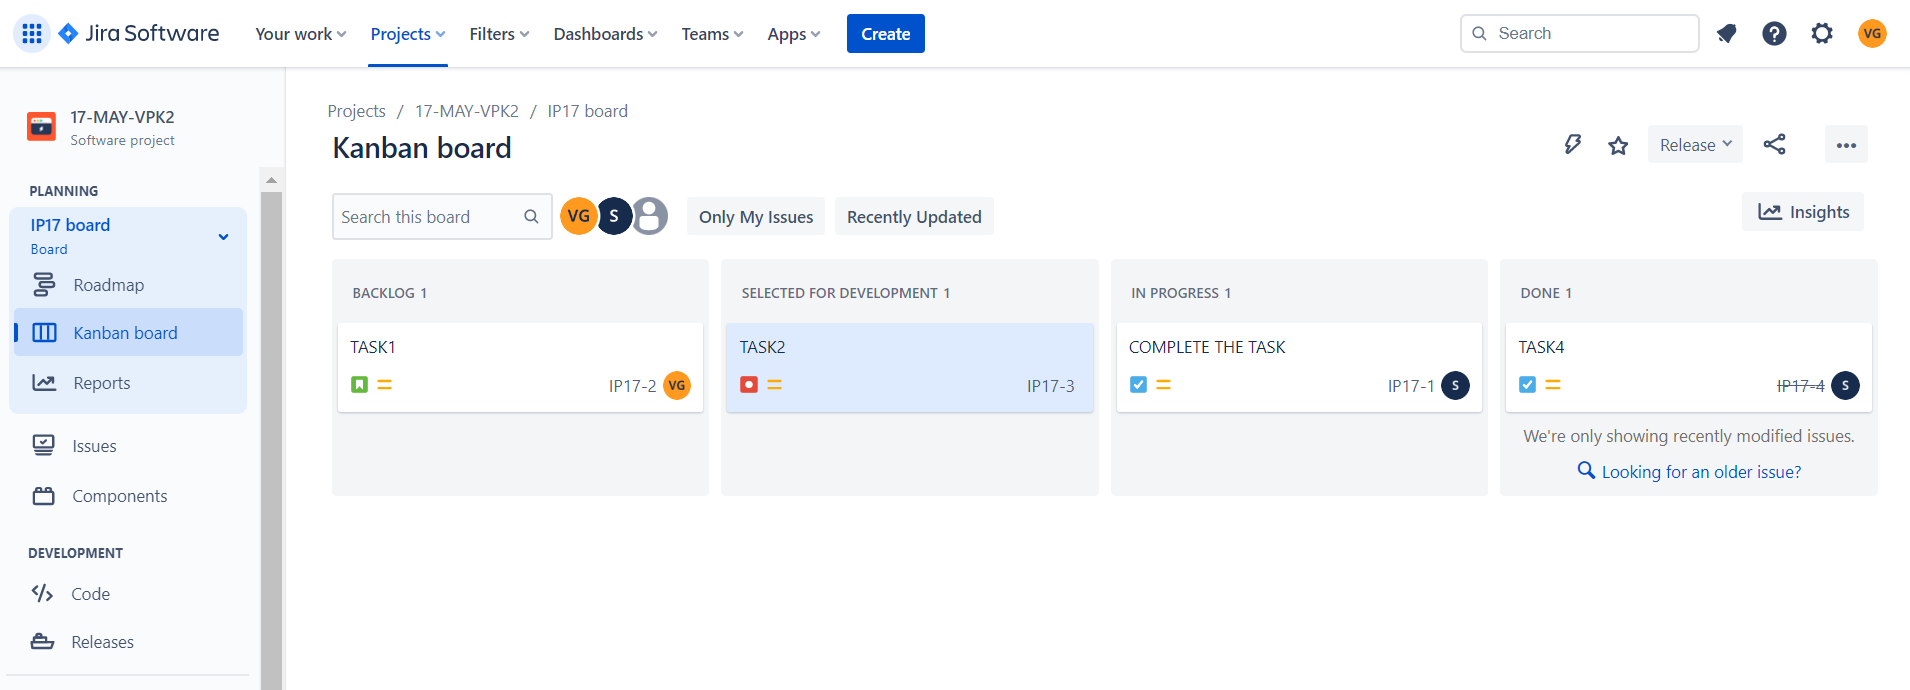 Jira Software Your work Projects Filters Dashboards Teams Apps Create Search VG
17-MAY-VPK2
Software project
PLANNING
IP17 board
Board
Roadmap
Kanban board
Reports
Issues
Components
DEVELOPMENT
Code
Releases
Projects / 17-MAY-VPK2 / IP17 board
Kanban board
Release
Search this board VG S Only My Issues Recently Updated
Insights
BACKLOG 1
TASK1
IP17-2 VG
SELECTED FOR DEVELOPMENT 1
TASK2
IP17-3
IN PROGRESS 1
COMPLETE THE TASK
IP17-1 S
DONE 1
TASK4
IP17-4 S
We're only showing recently modified issues.
Looking for an older issue?